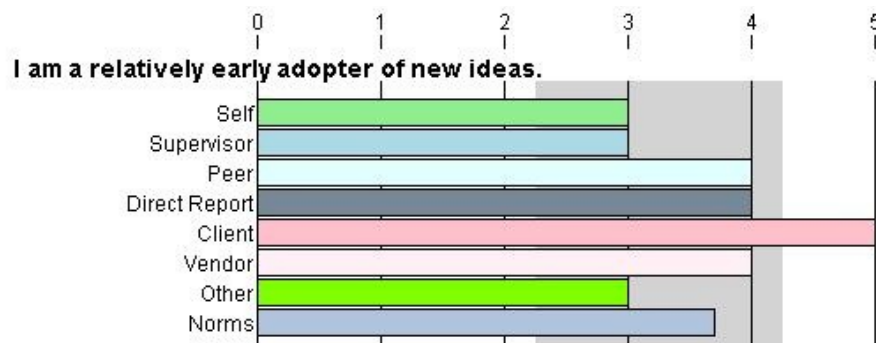 0 1 2 3 4 5
I am a relatively early adopter of new ideas.
Self
Supervisor
Peer
Direct Report
Client
Vendor
Other
Norms